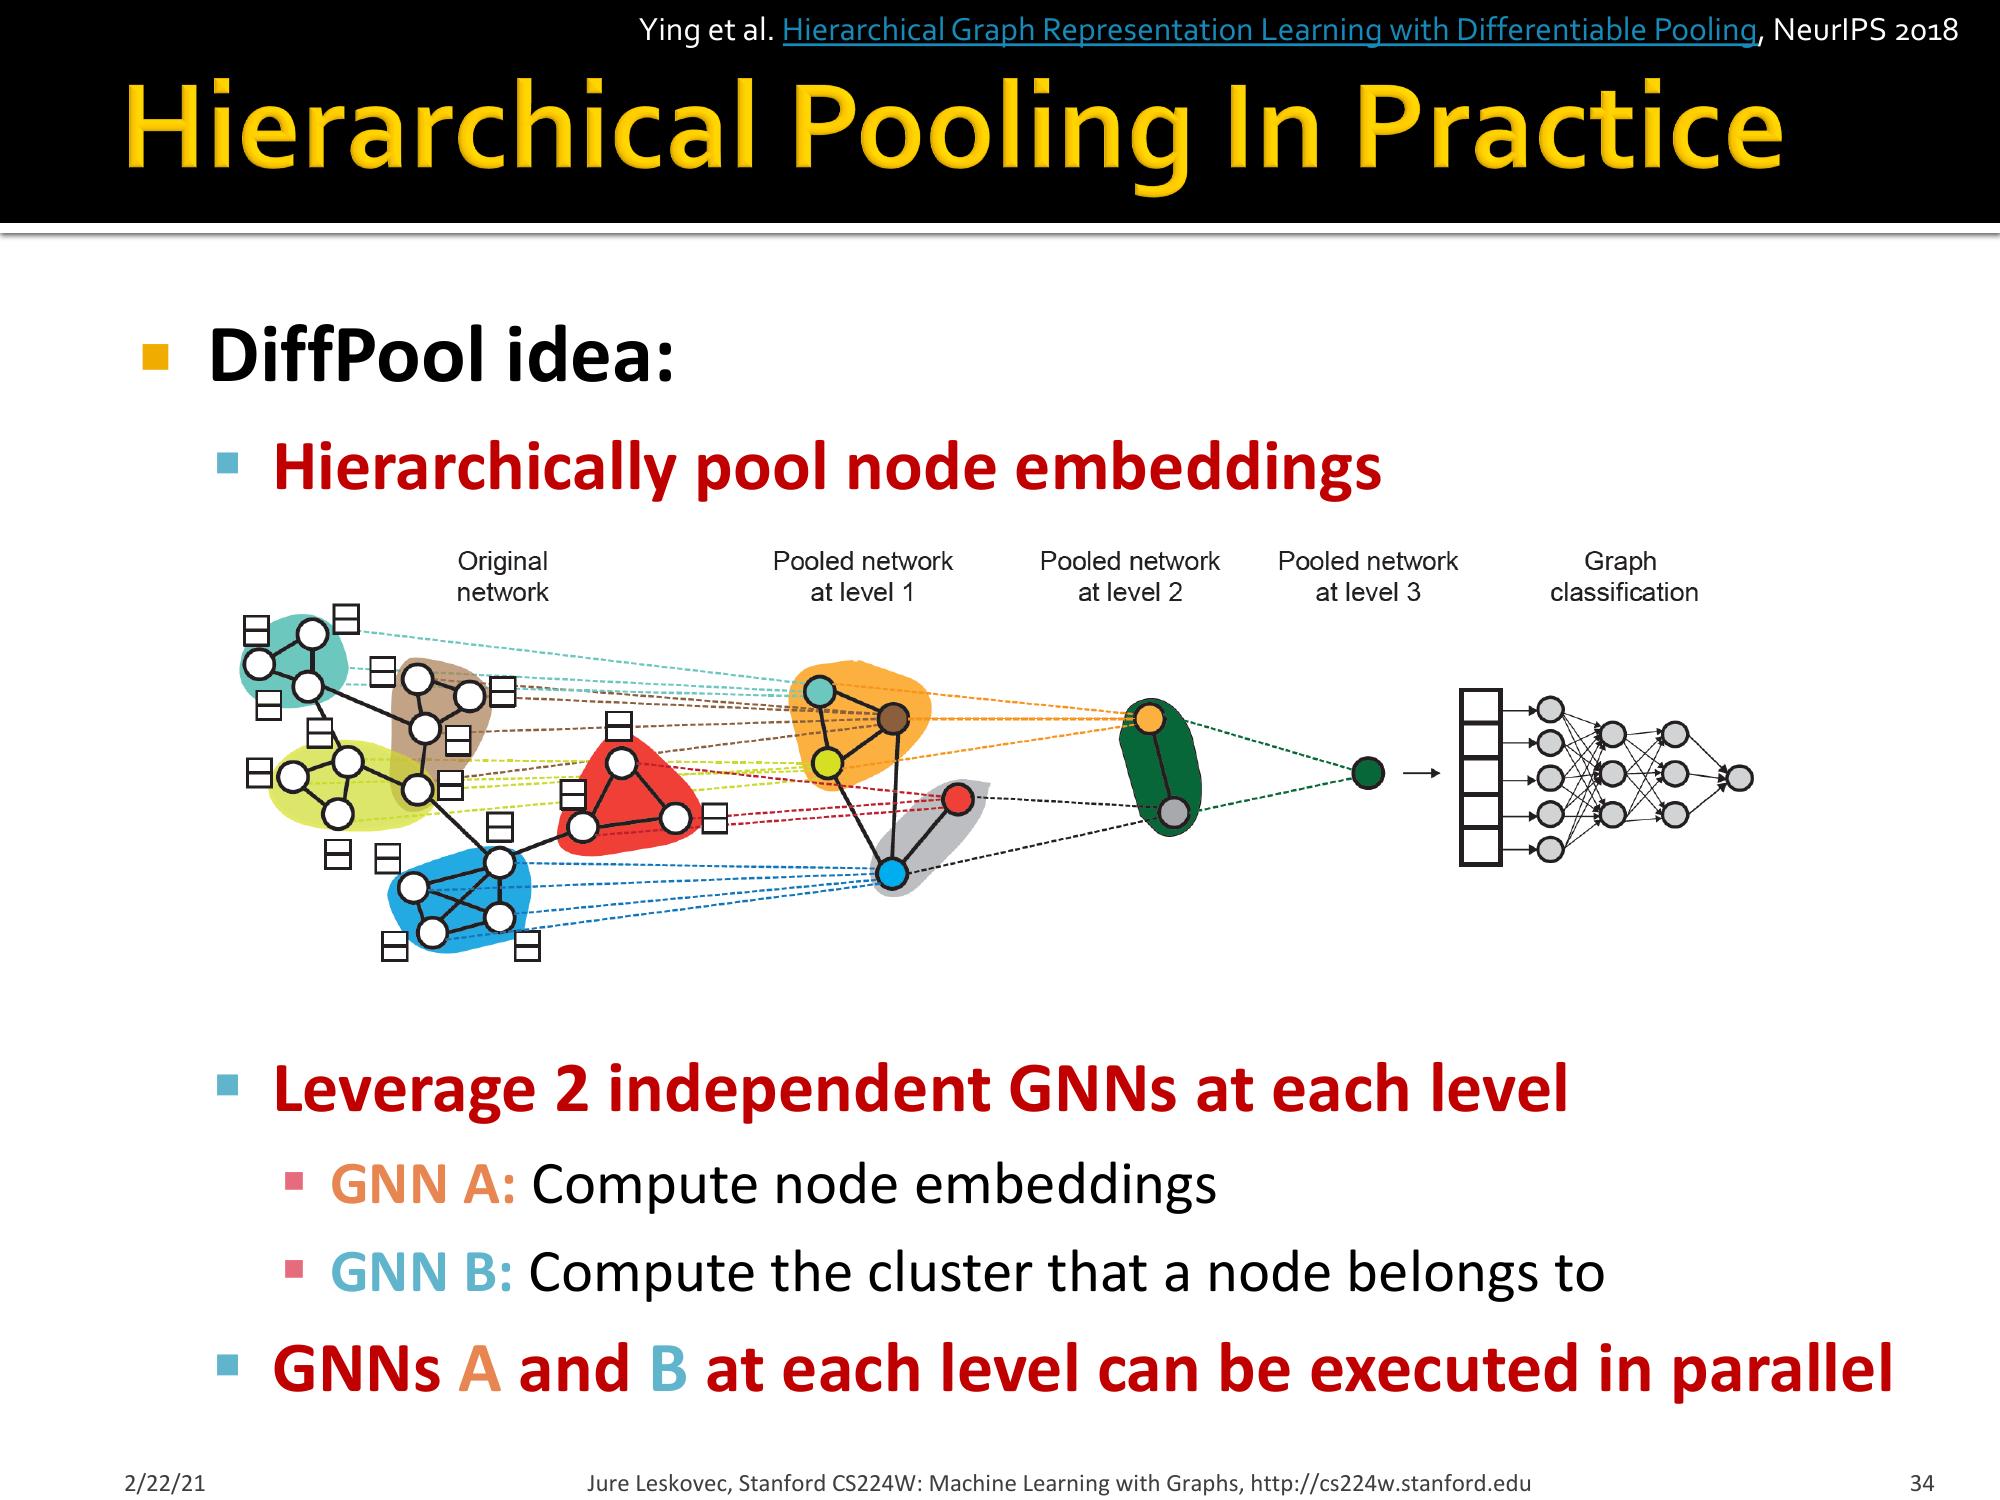 Ying et al. Hierarchical Graph Representation Learning with Differentiable Pooling, NeurIPS 2018
Hierarchical Pooling In Practice
DiffPool idea:
Hierarchically pool node embeddings
Original network
Pooled network at level 1
Pooled network at level 2
Pooled network at level 3
Graph classification
Leverage 2 independent GNNs at each level
GNN A: Compute node embeddings
GNN B: Compute the cluster that a node belongs to
GNNs A and B at each level can be executed in parallel
2/22/21
Jure Leskovec, Stanford CS224W: Machine Learning with Graphs, http://cs224w.stanford.edu
34